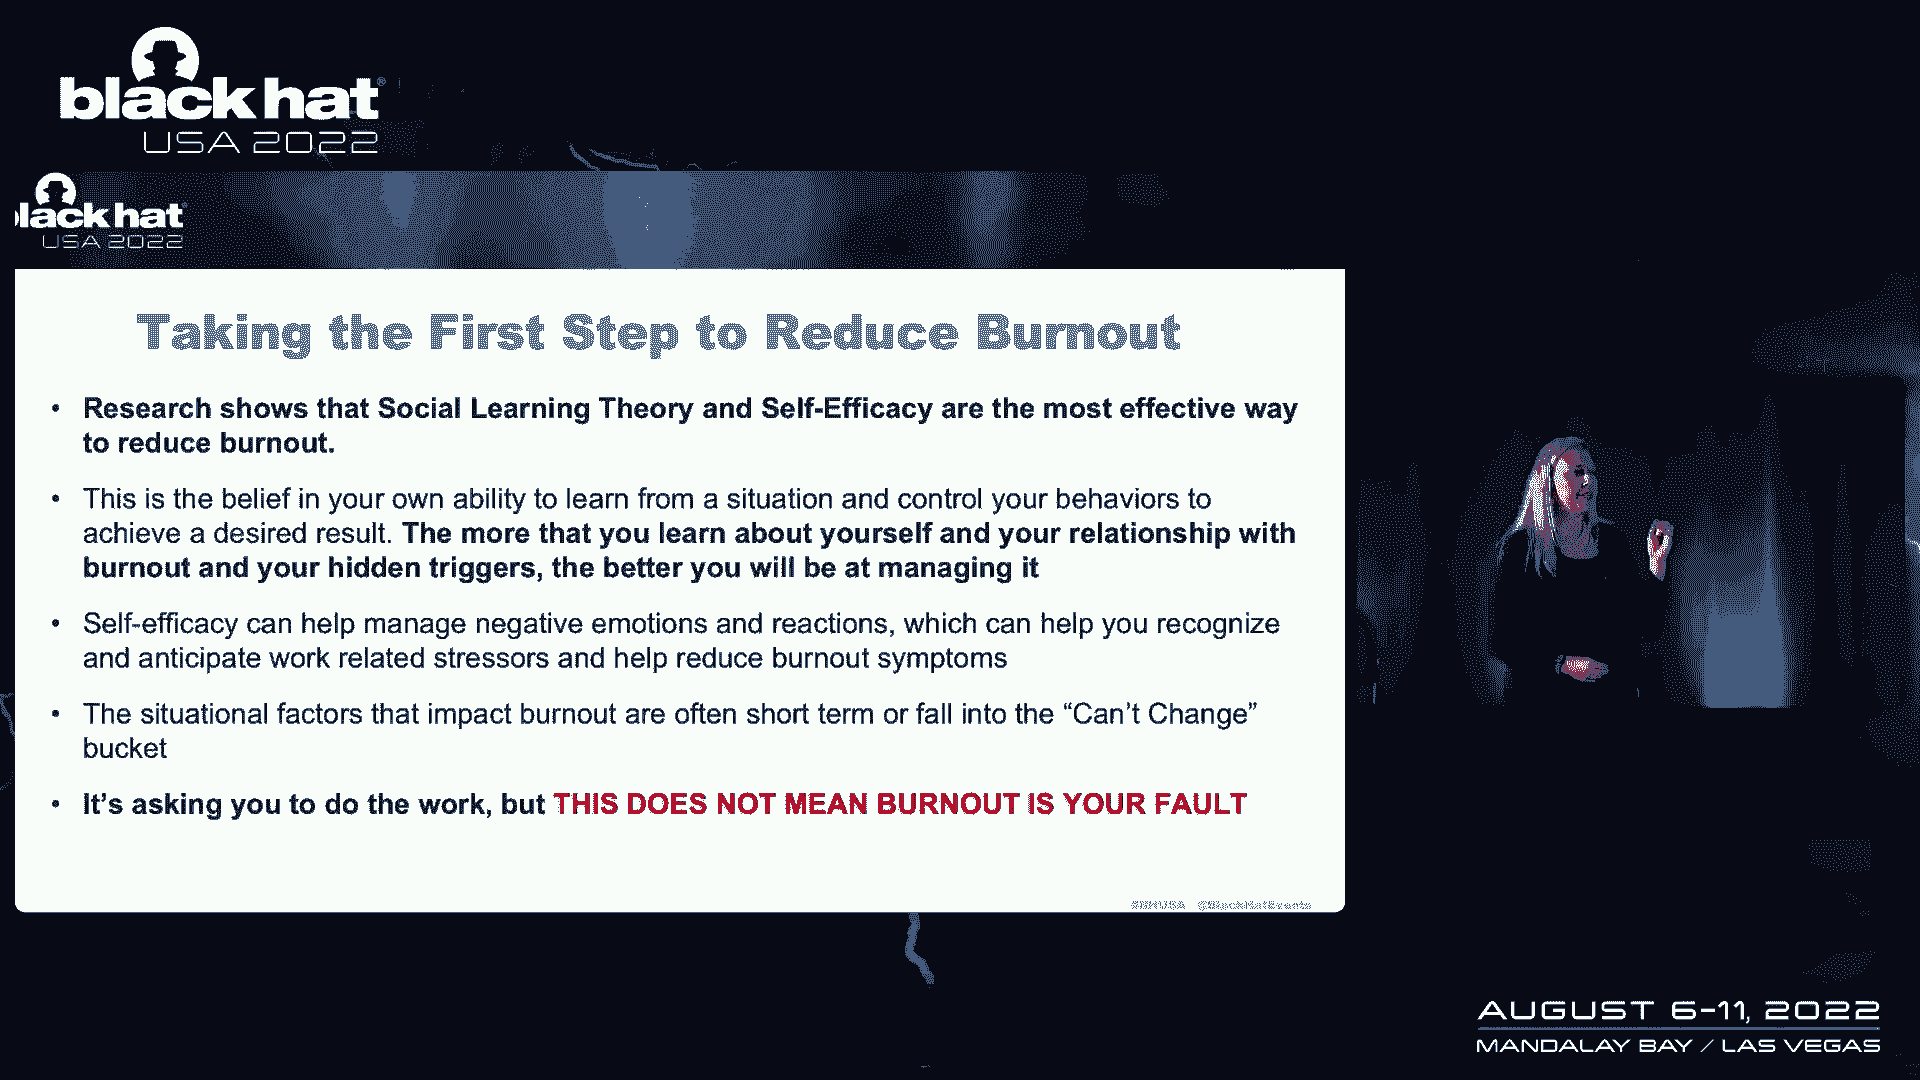 black hat®
USA 2022
lack hat
USA 2022
Taking the First Step to Reduce Burnout
• Research shows that Social Learning Theory and Self-Efficacy are the most effective way
to reduce burnout.
• This is the belief in your own ability to learn from a situation and control your behaviors to
achieve a desired result. The more that you learn about yourself and your relationship with
burnout and your hidden triggers, the better you will be at managing it
• Self-efficacy can help manage negative emotions and reactions, which can help you recognize
and anticipate work related stressors and help reduce burnout symptoms
• The situational factors that impact burnout are often short term or fall into the “Can’t Change”
bucket
• It’s asking you to do the work, but THIS DOES NOT MEAN BURNOUT IS YOUR FAULT
#BHUSA @BlackHatEvents
AUGUST 6-11, 2022
MANDALAY BAY / LAS VEGAS